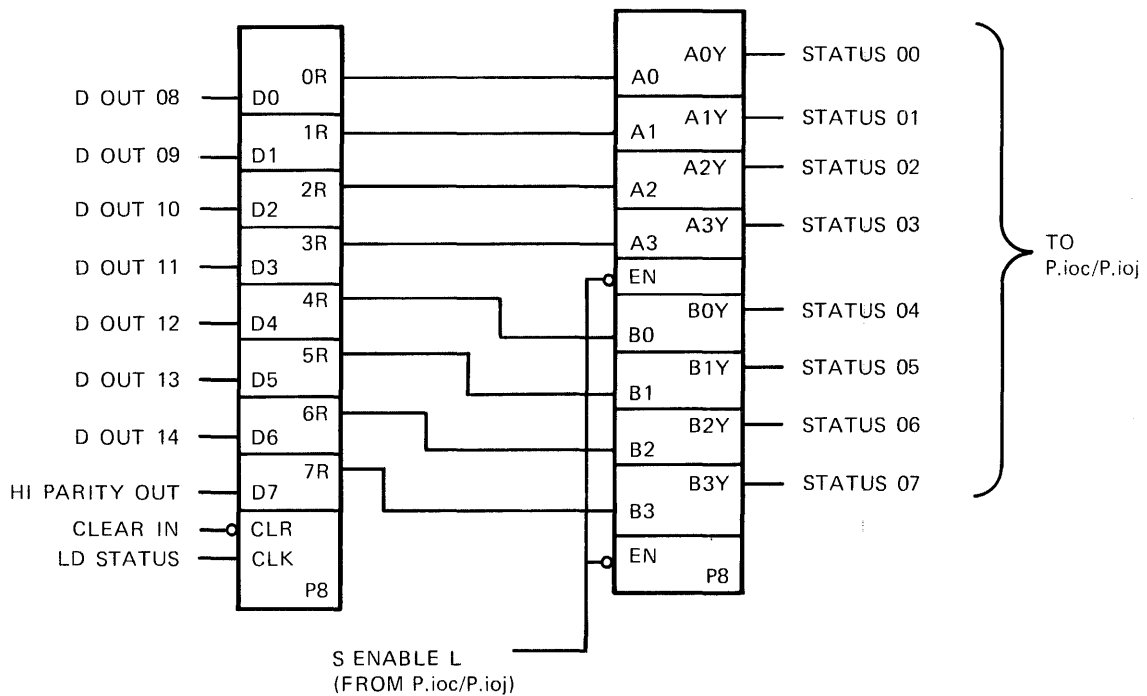 0R
D OUT 08
D0
1R
D OUT 09
D1
2R
D OUT 10
D2
3R
D OUT 11
D3
4R
D OUT 12
D4
5R
D OUT 13
D5
6R
D OUT 14
D6
7R
HI PARITY OUT
D7
CLEAR IN
CLR
LD STATUS
CLK
P8
A0Y
STATUS 00
A0
A1Y
STATUS 01
A1
A2Y
STATUS 02
A2
A3Y
STATUS 03
A3
EN
B0Y
STATUS 04
B0
B1Y
STATUS 05
B1
B2Y
STATUS 06
B2
B3Y
STATUS 07
B3
EN
P8
TO
P.ioc/P.ioj
S ENABLE L
(FROM P.ioc/P.ioj)